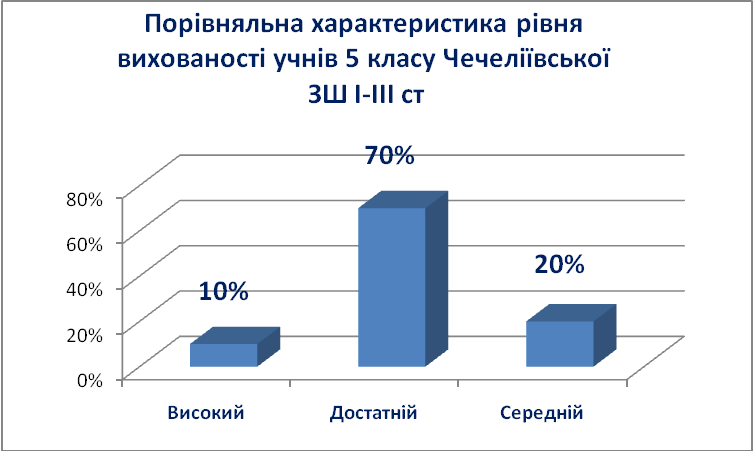 Порівняльна характеристика рівня
вихованості учнів 5 класу Чечеліївської
ЗШ І-ІІІ ст
70%
80%
60%
20%
10%
40%
20%
0%
Високий Достатній Середній